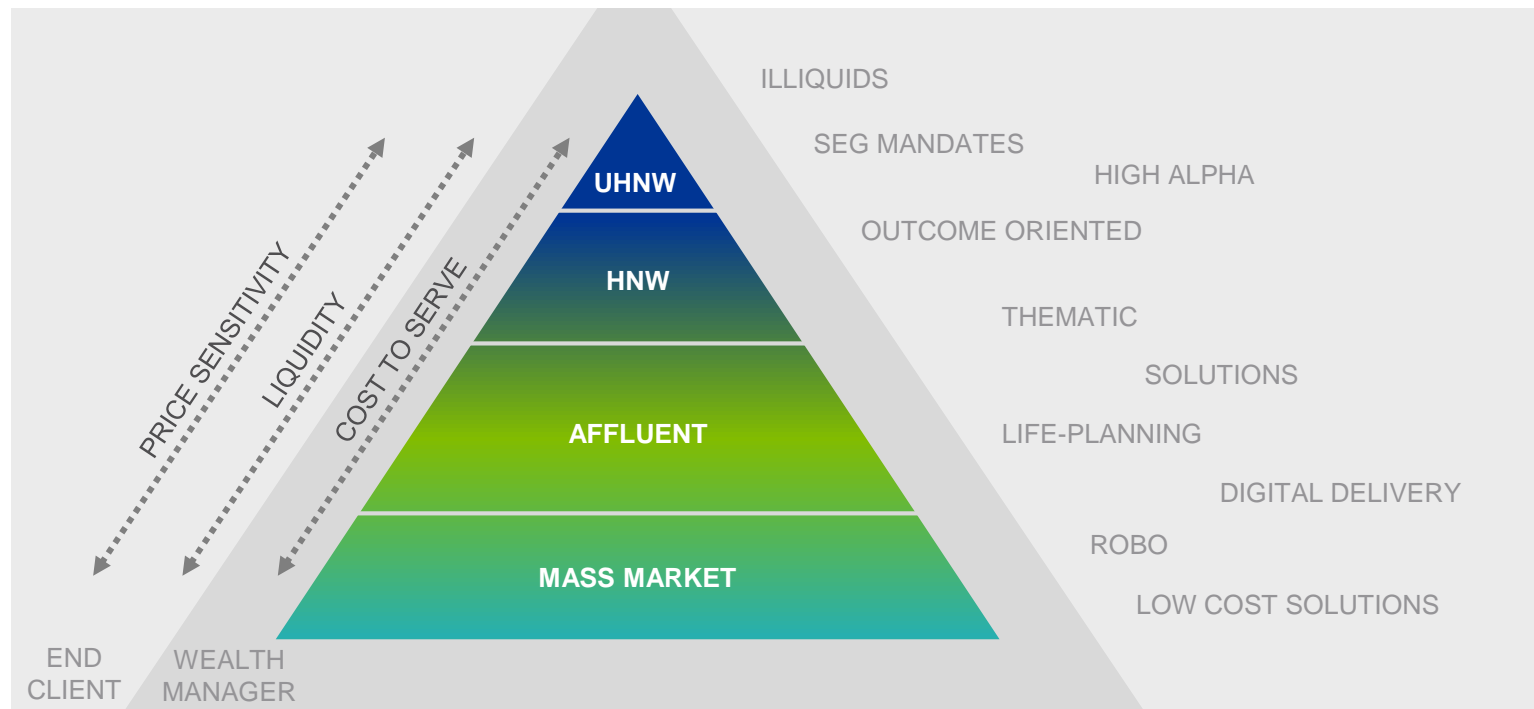 ILLIQUIDS
SEG MANDATES
HIGH ALPHA
UHNW
OUTCOME ORIENTED
PRICE SENSITIVITY
LIQUIDITY
COST TO SERVE
HNW
THEMATIC
SOLUTIONS
AFFLUENT
LIFE-PLANNING
DIGITAL DELIVERY
ROBO
MASS MARKET
LOW COST SOLUTIONS
END
CLIENT
WEALTH
MANAGER